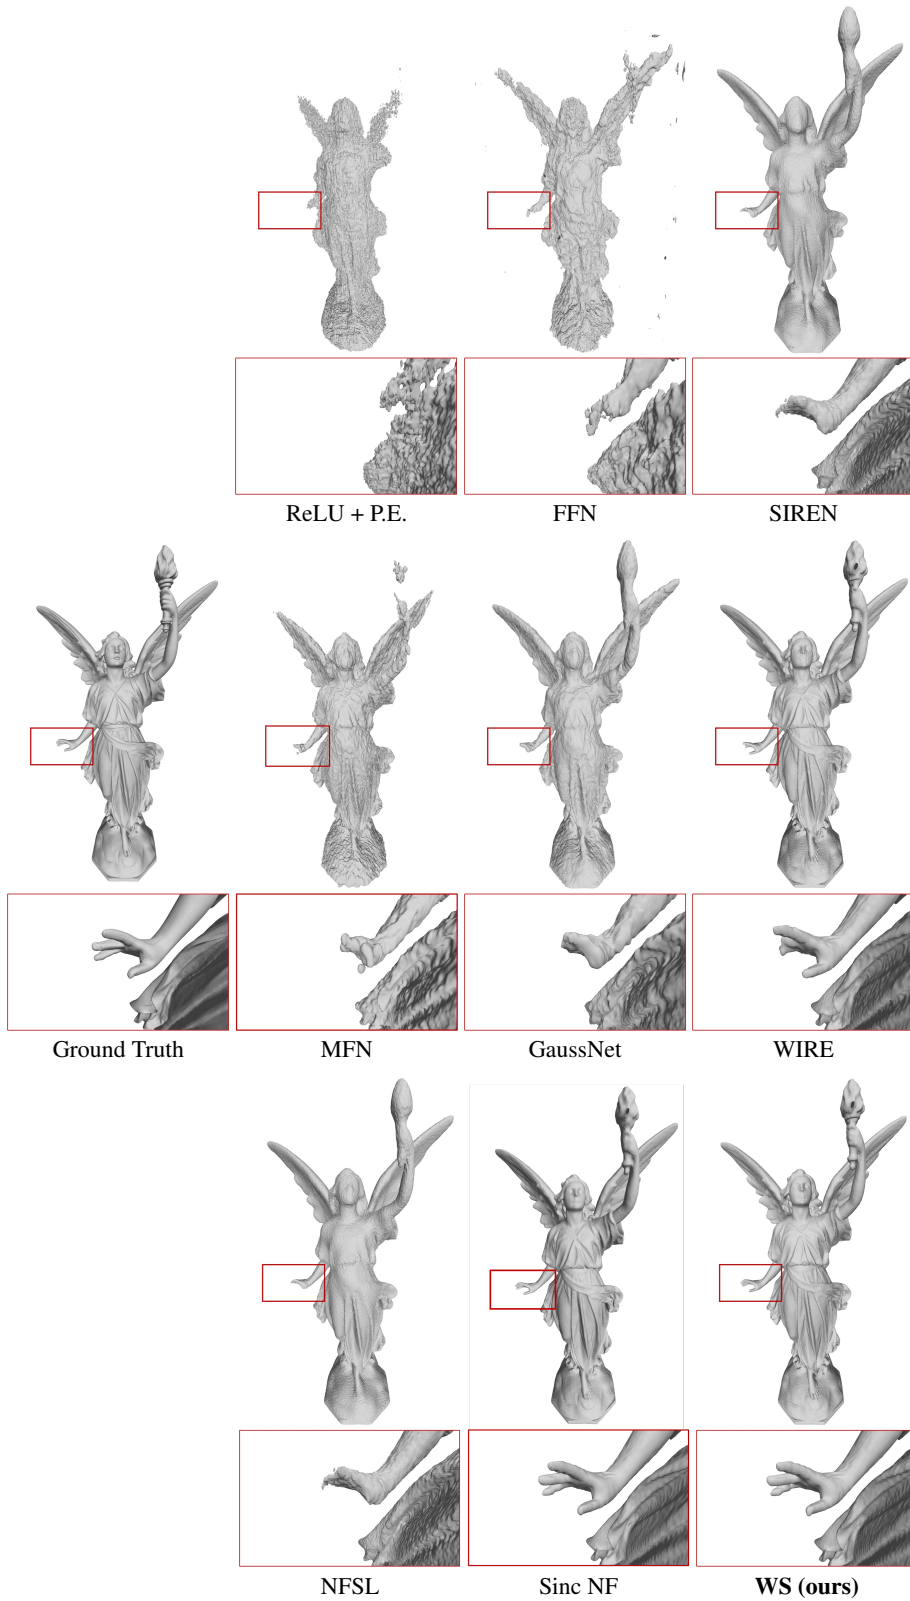 ReLU + P.E.
FFN
SIREN
Ground Truth
MFN
GaussNet
WIRE
NFSL
Sinc NF
WS (ours)